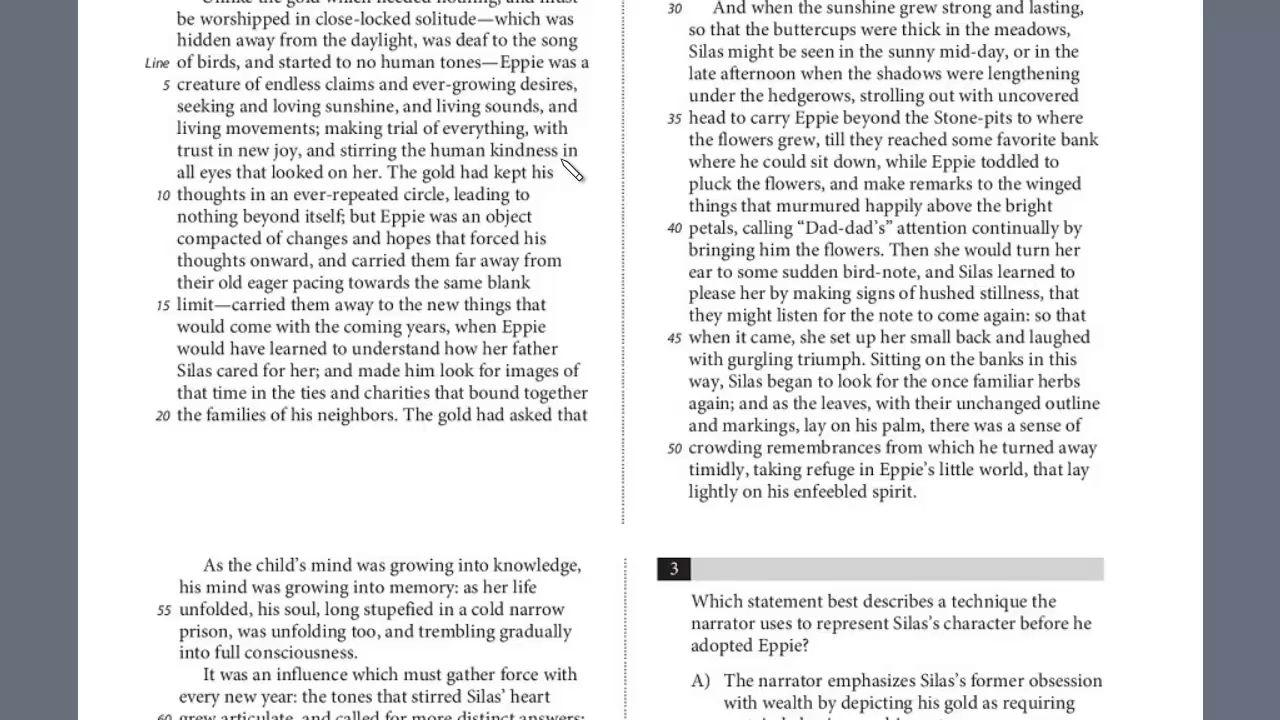 Unlike the gold which needed nothing, and must
be worshipped in close-locked solitude—which was
hidden away from the daylight, was deaf to the song
Line of birds, and started to no human tones—Eppie was a
5 creature of endless claims and ever-growing desires,
seeking and loving sunshine, and living sounds, and
living movements; making trial of everything, with
trust in new joy, and stirring the human kindness in
all eyes that looked on her. The gold had kept his
10 thoughts in an ever-repeated circle, leading to
nothing beyond itself; but Eppie was an object
compacted of changes and hopes that forced his
thoughts onward, and carried them far away from
their old eager pacing towards the same blank
15 limit—carried them away to the new things that
would come with the coming years, when Eppie
would have learned to understand how her father
Silas cared for her; and made him look for images of
that time in the ties and charities that bound together
20 the families of his neighbors. The gold had asked that
30 And when the sunshine grew strong and lasting,
so that the buttercups were thick in the meadows,
Silas might be seen in the sunny mid-day, or in the
late afternoon when the shadows were lengthening
under the hedgerows, strolling out with uncovered
35 head to carry Eppie beyond the Stone-pits to where
the flowers grew, till they reached some favorite bank
where he could sit down, while Eppie toddled to
pluck the flowers, and make remarks to the winged
things that murmured happily above the bright
40 petals, calling “Dad-dad’s” attention continually by
bringing him the flowers. Then she would turn her
ear to some sudden bird-note, and Silas learned to
please her by making signs of hushed stillness, that
they might listen for the note to come again: so that
45 when it came, she set up her small back and laughed
with gurgling triumph. Sitting on the banks in this
way, Silas began to look for the once familiar herbs
again; and as the leaves, with their unchanged outline
and markings, lay on his palm, there was a sense of
50 crowding remembrances from which he turned away
timidly, taking refuge in Eppie’s little world, that lay
lightly on his enfeebled spirit.
As the child’s mind was growing into knowledge,
his mind was growing into memory: as her life
55 unfolded, his soul, long stupefied in a cold narrow
prison, was unfolding too, and trembling gradually
into full consciousness.
It was an influence which must gather force with
every new year: the tones that stirred Silas’ heart
60 grew articulate, and called for more distinct answers;
3
Which statement best describes a technique the
narrator uses to represent Silas’s character before he
adopted Eppie?
A) The narrator emphasizes Silas’s former obsession
with wealth by depicting his gold as requiring